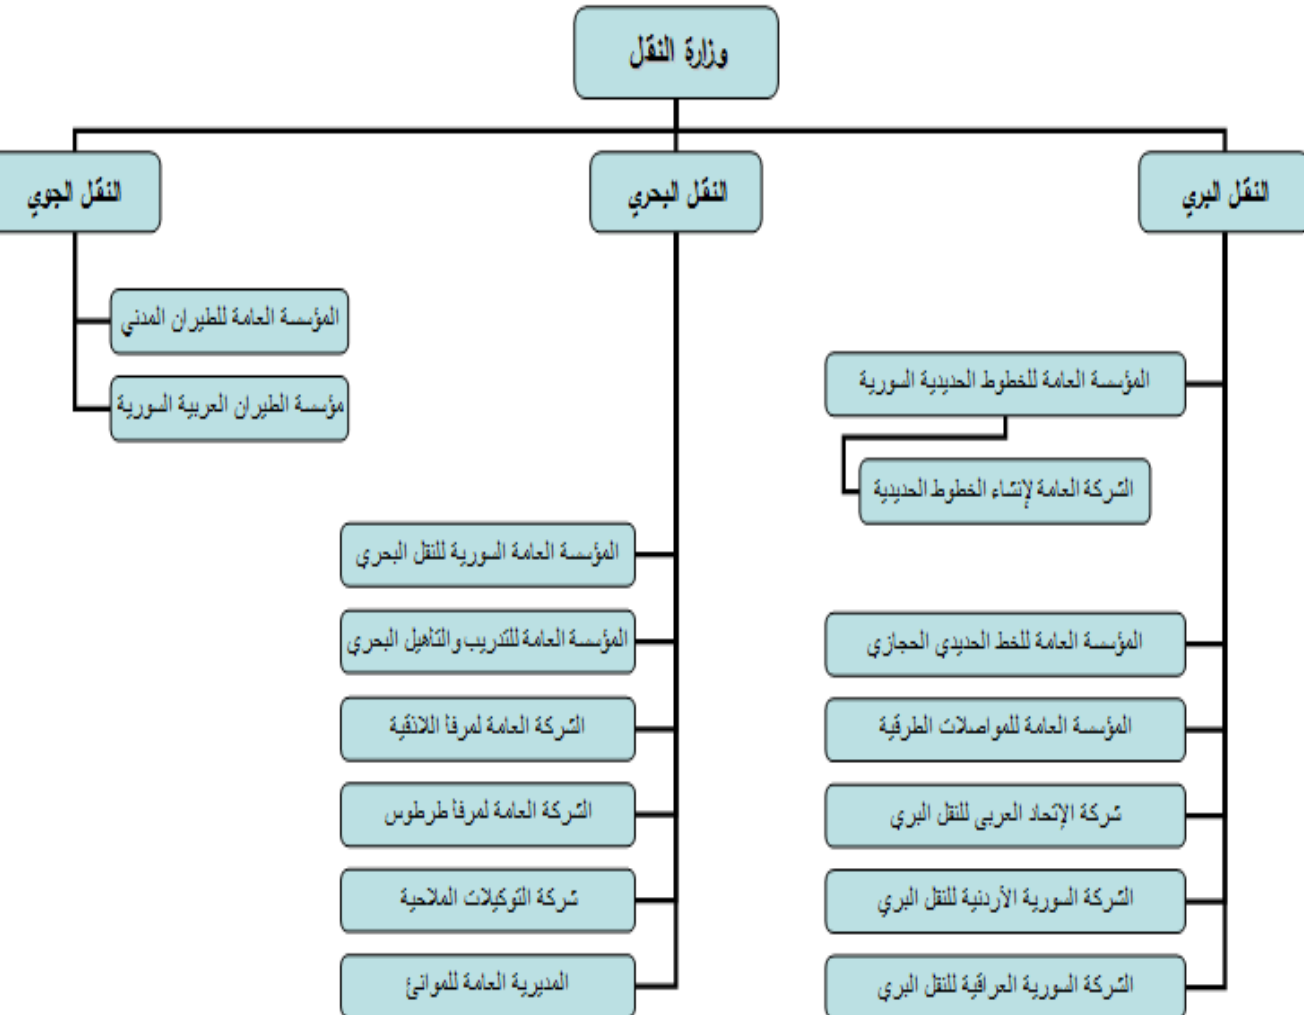 وزارة النقل
النقل البري
النقل البحري
النقل الجوي
المؤسسة العامة للخطوط الحديدية السورية
الشركة العامة لإنشاء الخطوط الحديدية
المؤسسة العامة للخط الحديدي الحجازي
المؤسسة العامة للمواصلات الطرقية
شركة الإتحاد العربي للنقل البري
الشركة السورية الأردنية للنقل البري
الشركة السورية العراقية للنقل البري
المؤسسة العامة السورية للنقل البحري
المؤسسة العامة للتدريب والتأهيل البحري
الشركة العامة لمرفأ اللاذقية
الشركة العامة لمرفأ طرطوس
شركة التوكيلات الملاحية
المديرية العامة للموانئ
المؤسسة العامة للطيران المدني
مؤسسة الطيران العربية السورية